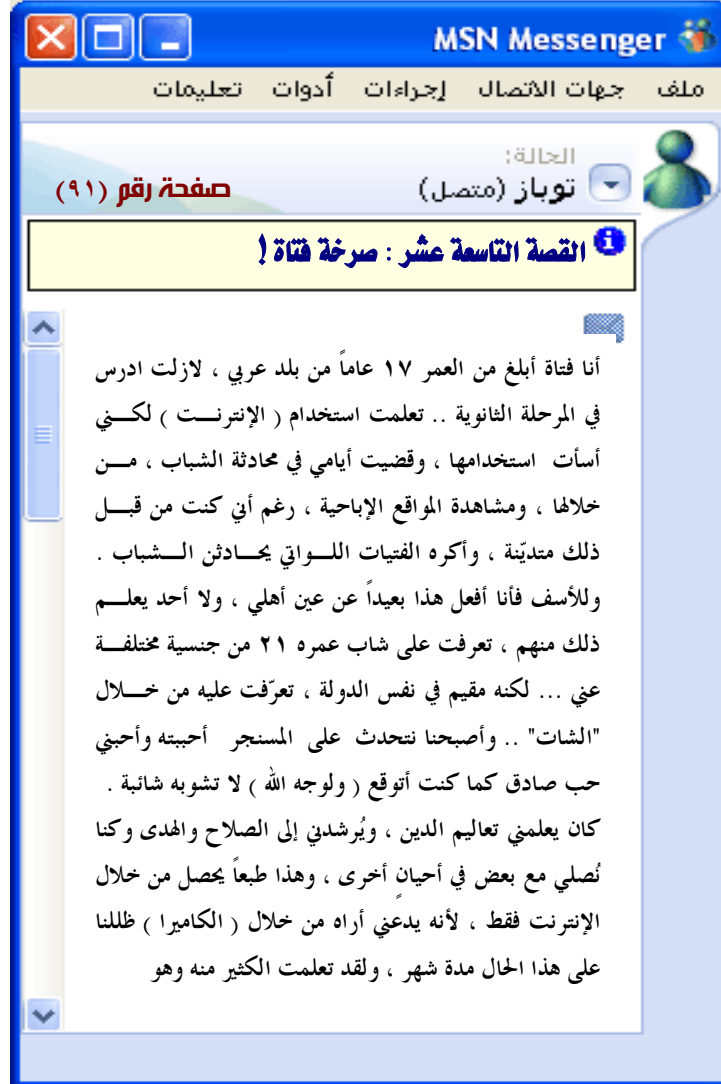 MSN Messenger
ملف جهات الاتصال إجراءات أدوات تعليمات
الحالة:
توباز (متصل)
صفحة رقم (٩١)
القصة التاسعة عشر : صرخة فتاة !
أنا فتاة أبلغ من العمر ١٧ عاماً من بلد عربي ، لازلت ادرس
في المرحلة الثانوية .. تعلمت استخدام ( الإنترنت ) لكني
أسأت استخدامها ، وقضيت أيامي في محادثة الشباب ، من
خلالها ، ومشاهدة المواقع الإباحية ، رغم أني كنت من قبل
ذلك متديّنة ، وأكره الفتيات اللواتي يحادثن الشباب .
وللأسف فأنا أفعل هذا بعيداً عن عين أهلي ، ولا أحد يعلم
ذلك منهم ، تعرفت على شاب عمره ٢١ من جنسية مختلفة
عني ... لكنه مقيم في نفس الدولة ، تعرّفت عليه من خلال
"الشات" .. وأصبحنا نتحدث على المسنجر أحببته وأحبني
حب صادق كما كنت أتوقع ( ولوجه الله ) لا تشوبه شائبة .
كان يعلمني تعاليم الدين ، ويُرشدني إلى الصلاح والهدى وكنا
نُصلي مع بعض في أحيانٍ أخرى ، وهذا طبعاً يحصل من خلال
الإنترنت فقط ، لأنه يدعني أراه من خلال ( الكاميرا ) ظللنا
على هذا الحال مدة شهر ، ولقد تعلمت الكثير منه وهو